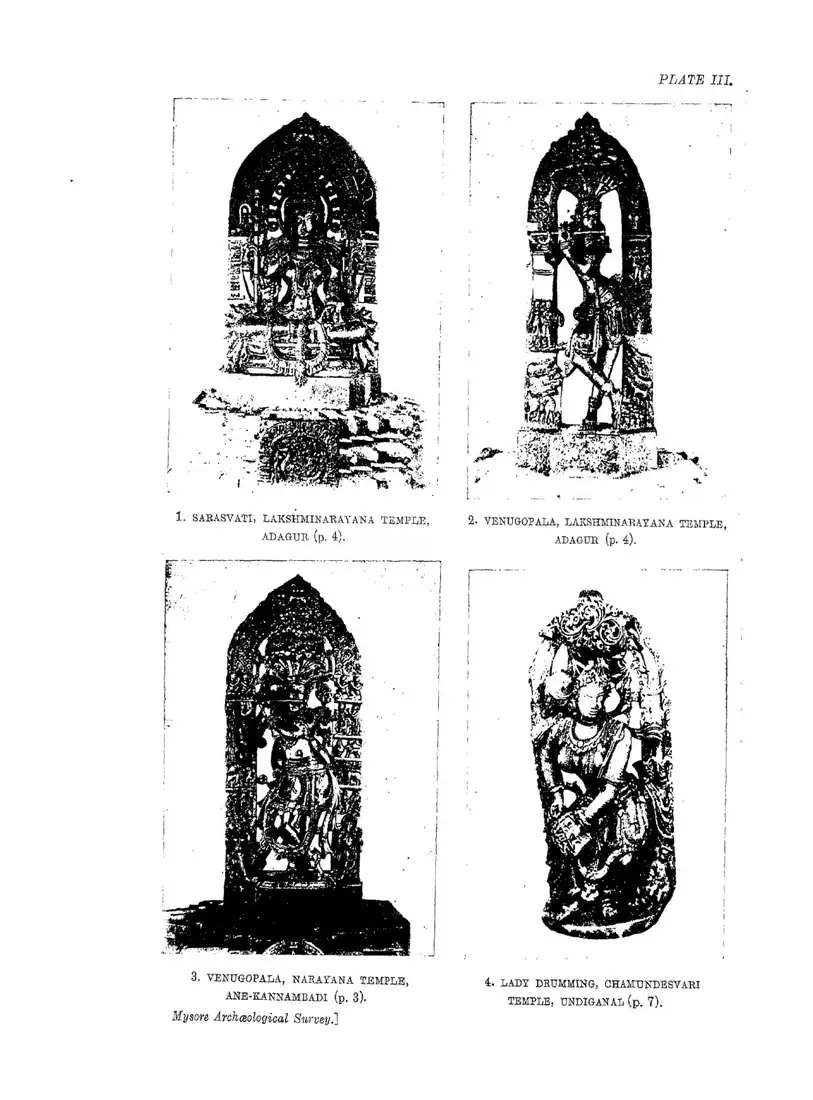 PLATE III.
1. SARASVATI, LAKSHMINARAYANA TEMPLE,
ADAGUR (p. 4).
2. VENUGOPALA, LAKSHMINARAYANA TEMPLE,
ADAGUR (p. 4).
3. VENUGOPALA, NARAYANA TEMPLE,
ANE-KANNAMBADI (p. 3).
4. LADY DRUMMING, CHAMUNDESVARI
TEMPLE, UNDIGANAL (p. 7).
Mysore Archæological Survey.]